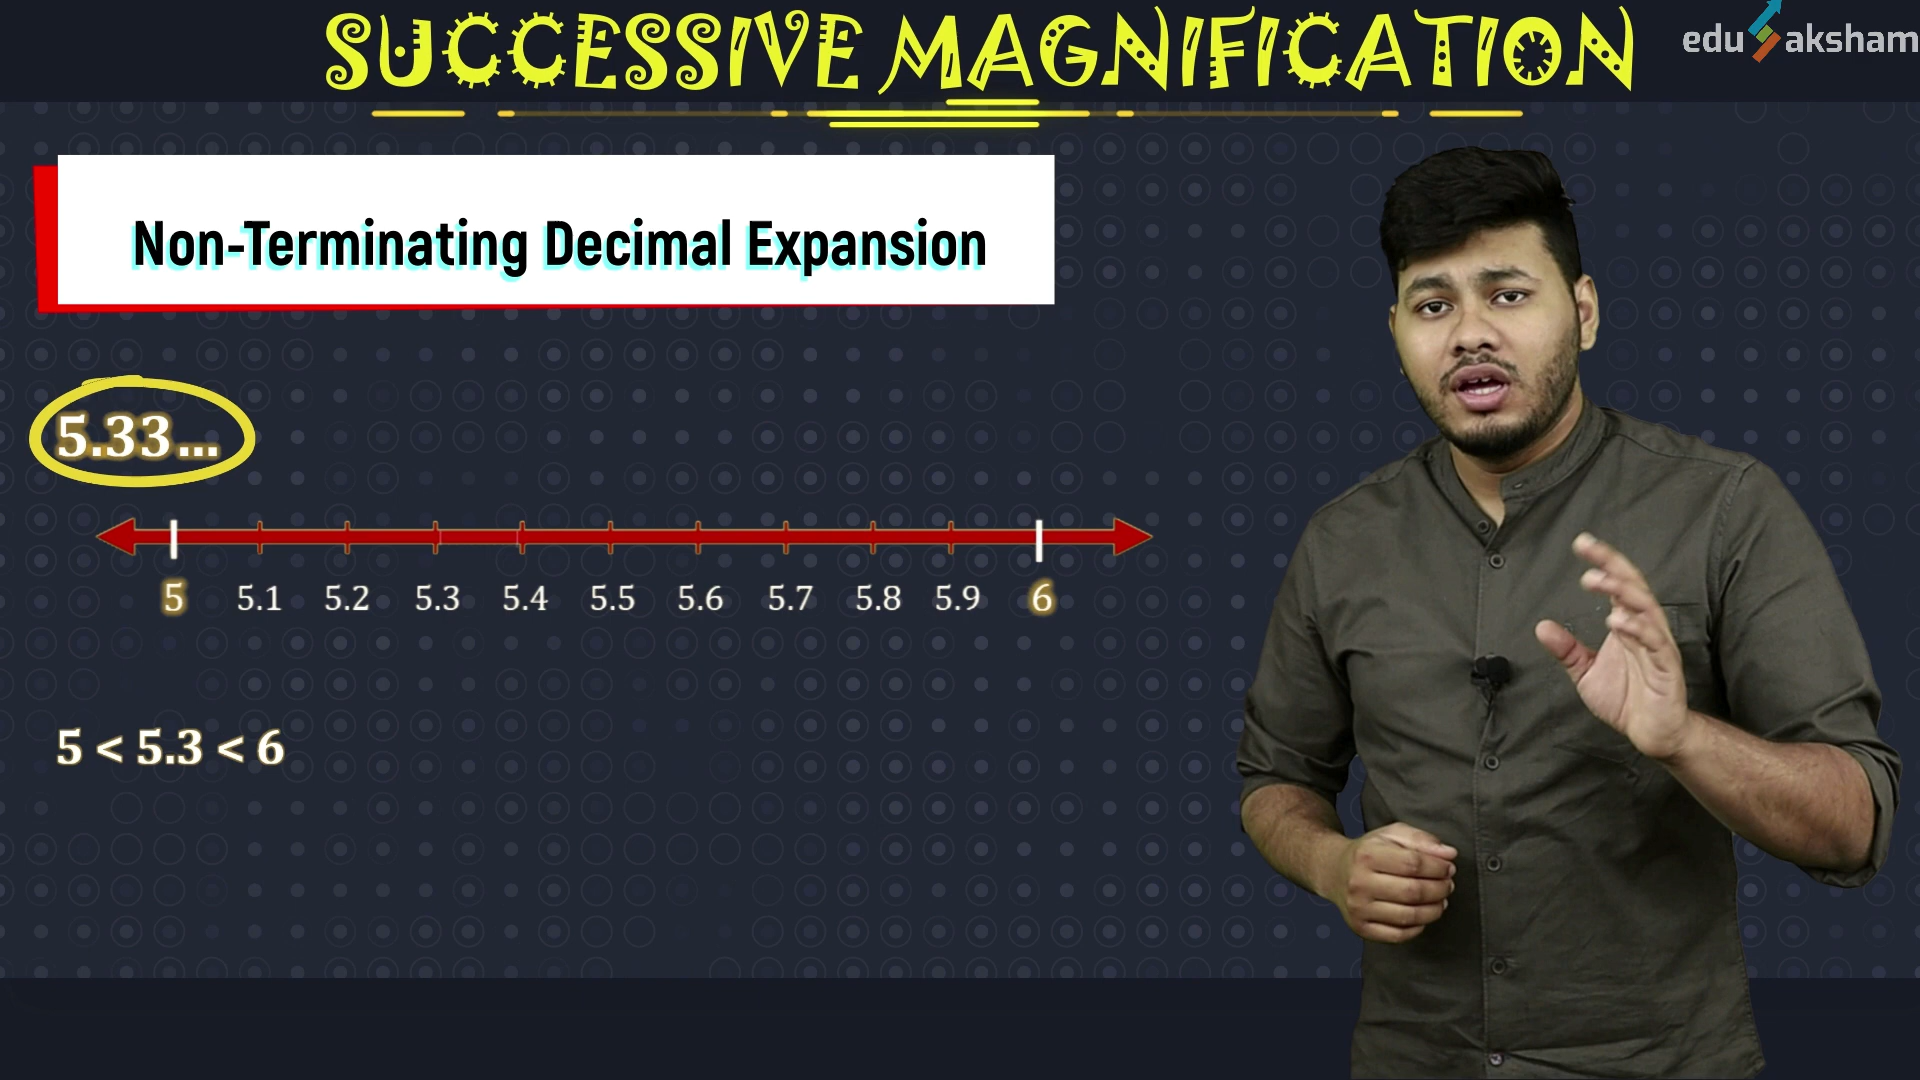 SUCCESSIVE MAGNIFICATION
edu aksham
Non-Terminating Decimal Expansion
5.33...
5 5.1 5.2 5.3 5.4 5.5 5.6 5.7 5.8 5.9 6
5 < 5.3 < 6